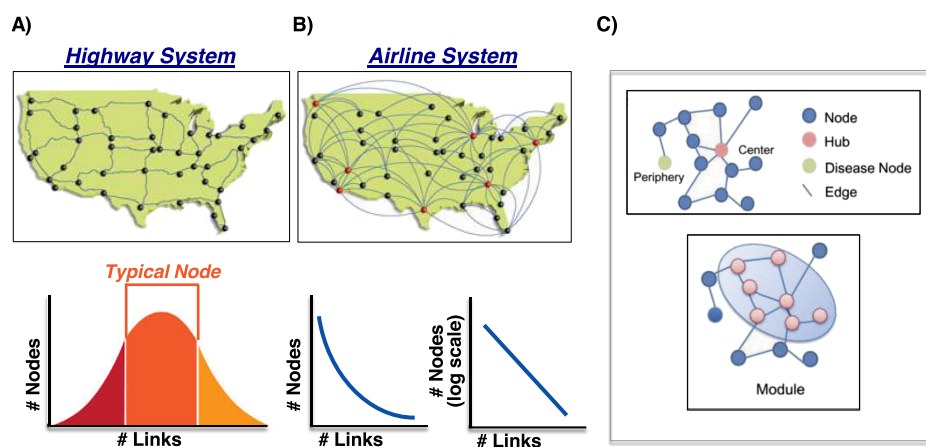 A)
Highway System
Typical Node
# Nodes
# Links
B)
Airline System
# Nodes
# Links
# Nodes
(log scale)
# Links
C)
Node
Hub
Disease Node
Edge
Center
Periphery
Module